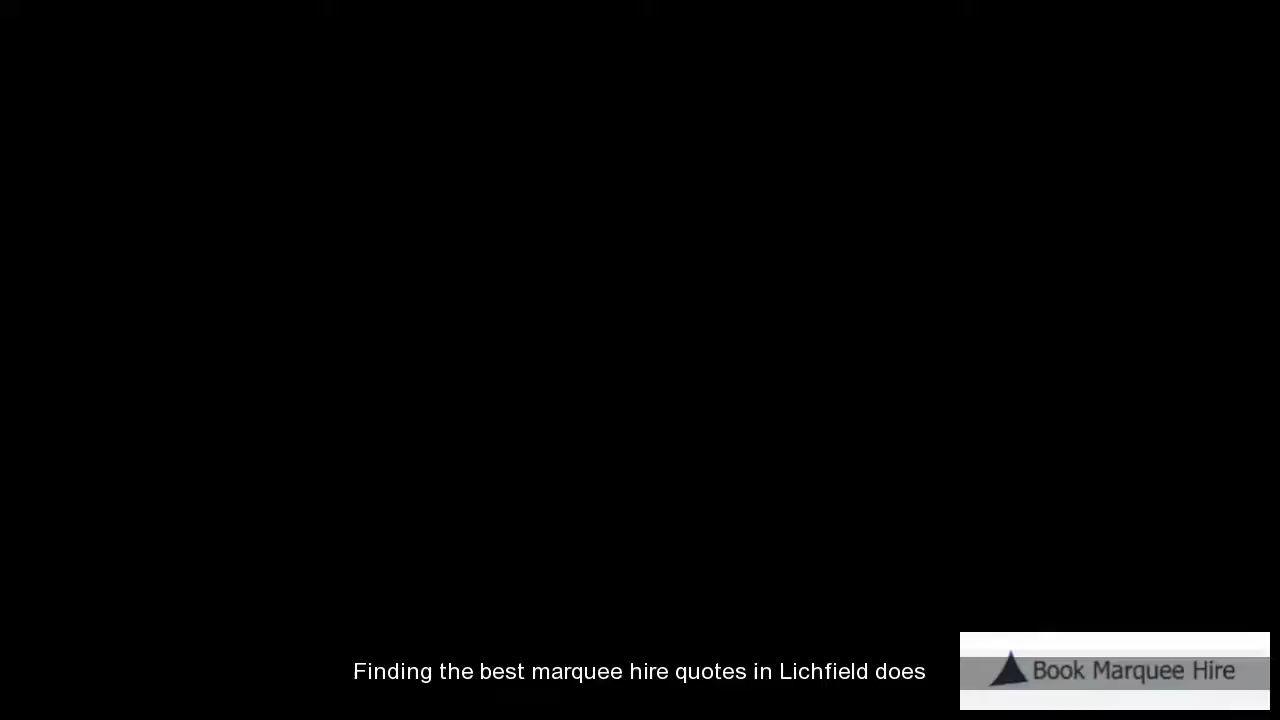 Finding the best marquee hire quotes in Lichfield does
Book Marquee Hire